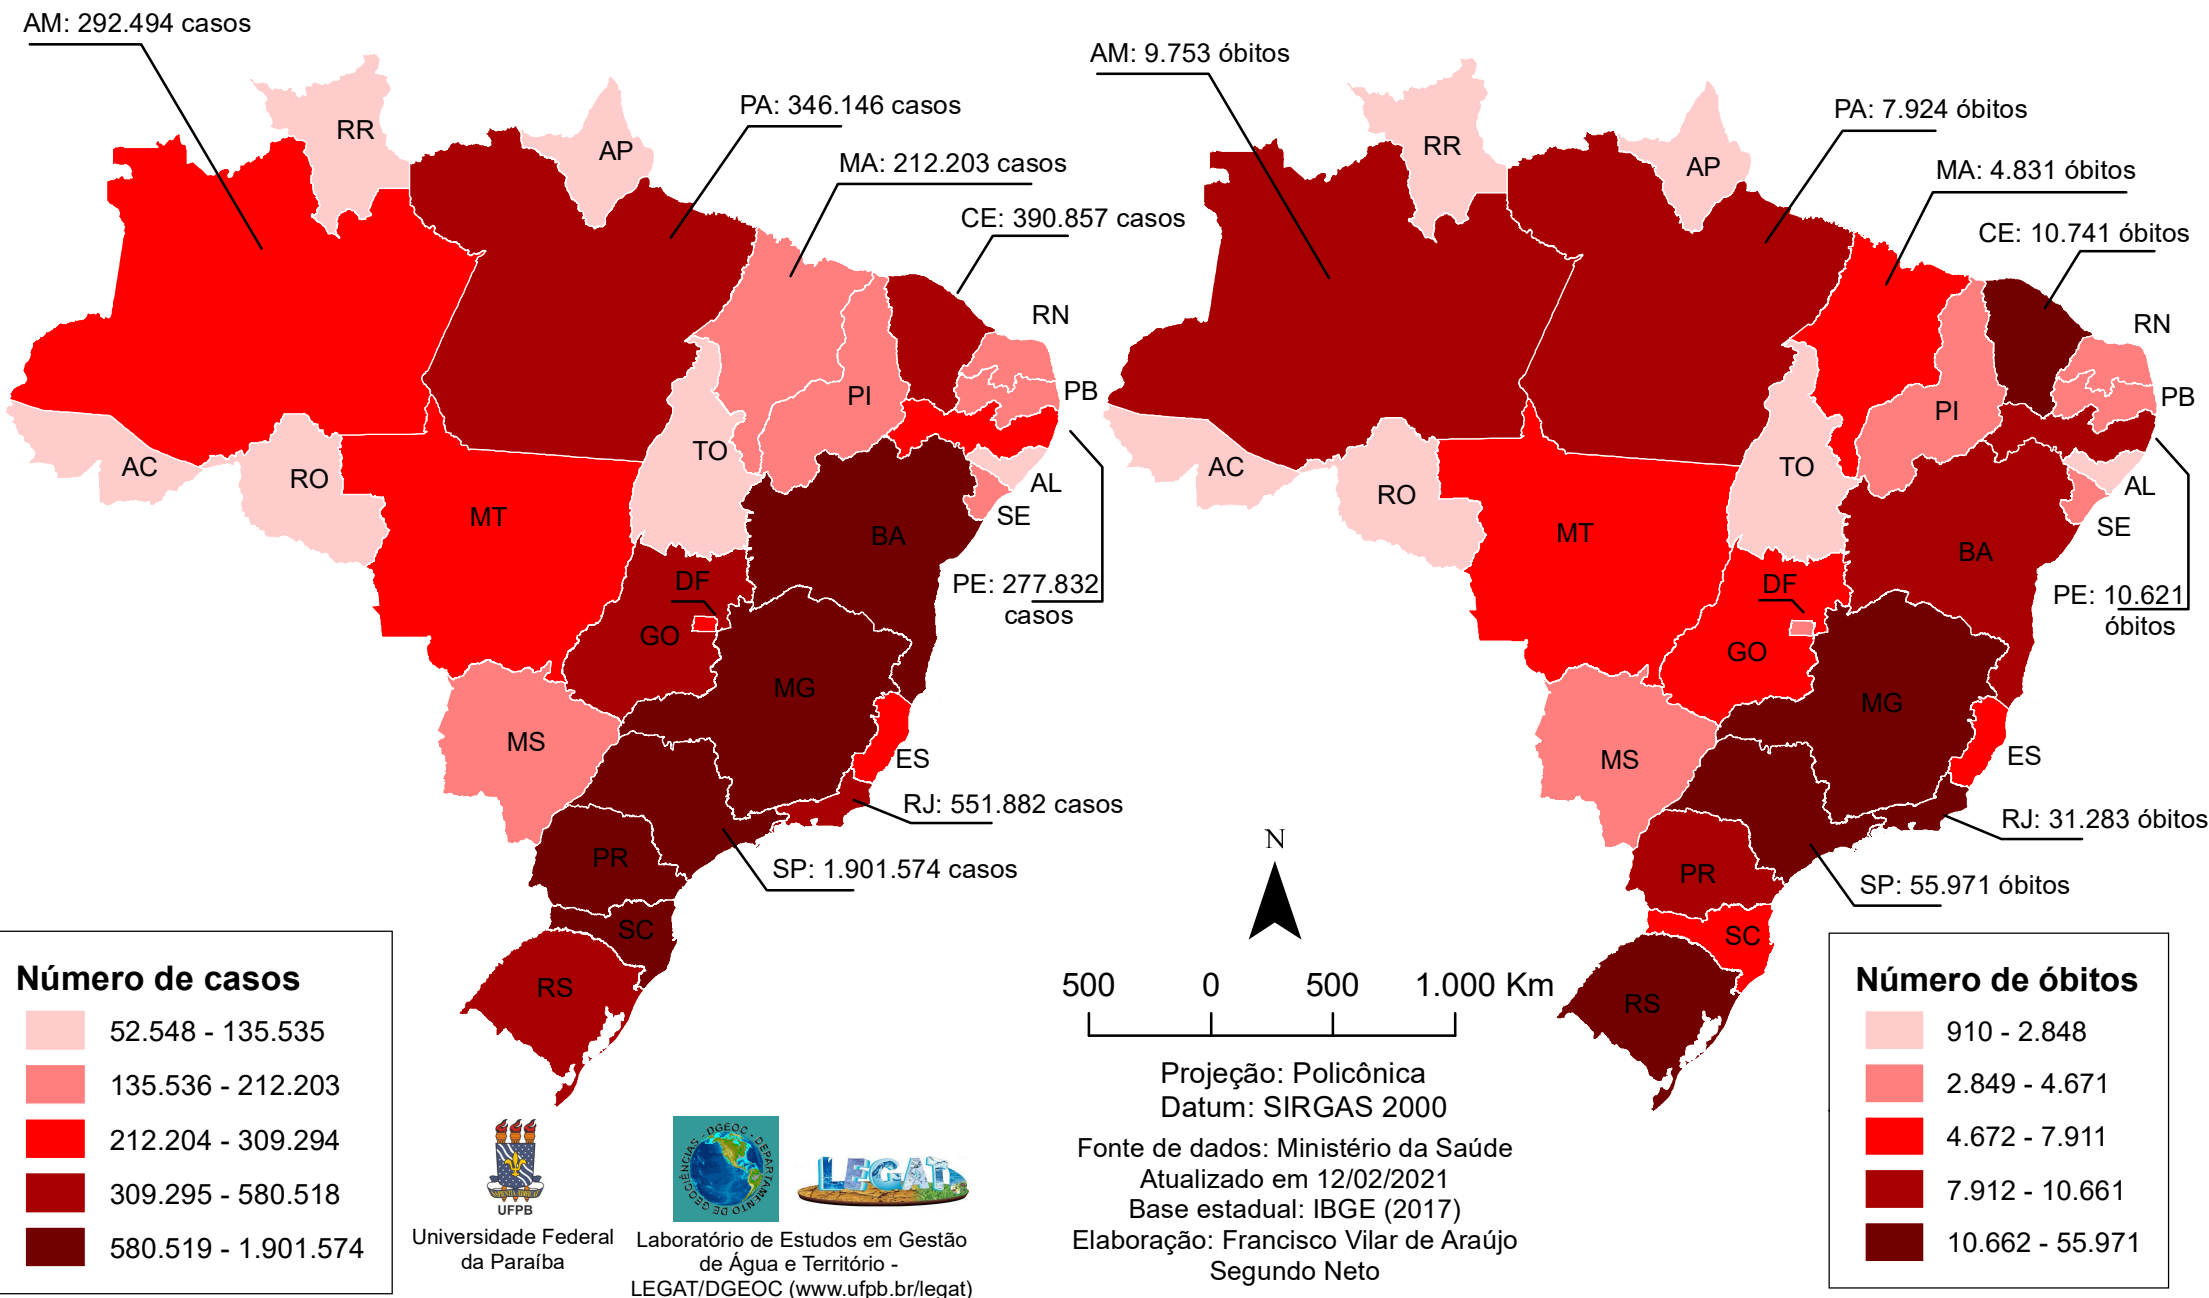 AM: 292.494 casos
RR
AP
PA: 346.146 casos
MA: 212.203 casos
CE: 390.857 casos
RN
PB
PI
TO
AC
RO
MT
AL
SE
BA
PE: 277.832
casos
DF
GO
MG
MS
ES
RJ: 551.882 casos
SP: 1.901.574 casos
PR
SC
RS
AM: 9.753 óbitos
RR
AP
PA: 7.924 óbitos
MA: 4.831 óbitos
CE: 10.741 óbitos
RN
PB
PI
TO
AC
RO
MT
AL
SE
BA
PE: 10.621
óbitos
DF
GO
MG
MS
ES
RJ: 31.283 óbitos
SP: 55.971 óbitos
PR
SC
RS
Número de casos
52.548 - 135.535
135.536 - 212.203
212.204 - 309.294
309.295 - 580.518
580.519 - 1.901.574
UFPB
Universidade Federal
da Paraíba
DGEOC - DEPARTAMENTO DE GEOCIÊNCIAS -
LEGAT
Laboratório de Estudos em Gestão
de Água e Território -
LEGAT/DGEOC (www.ufpb.br/legat)
N
500 0 500 1.000 Km
Projeção: Policônica
Datum: SIRGAS 2000
Fonte de dados: Ministério da Saúde
Atualizado em 12/02/2021
Base estadual: IBGE (2017)
Elaboração: Francisco Vilar de Araújo
Segundo Neto
Número de óbitos
910 - 2.848
2.849 - 4.671
4.672 - 7.911
7.912 - 10.661
10.662 - 55.971